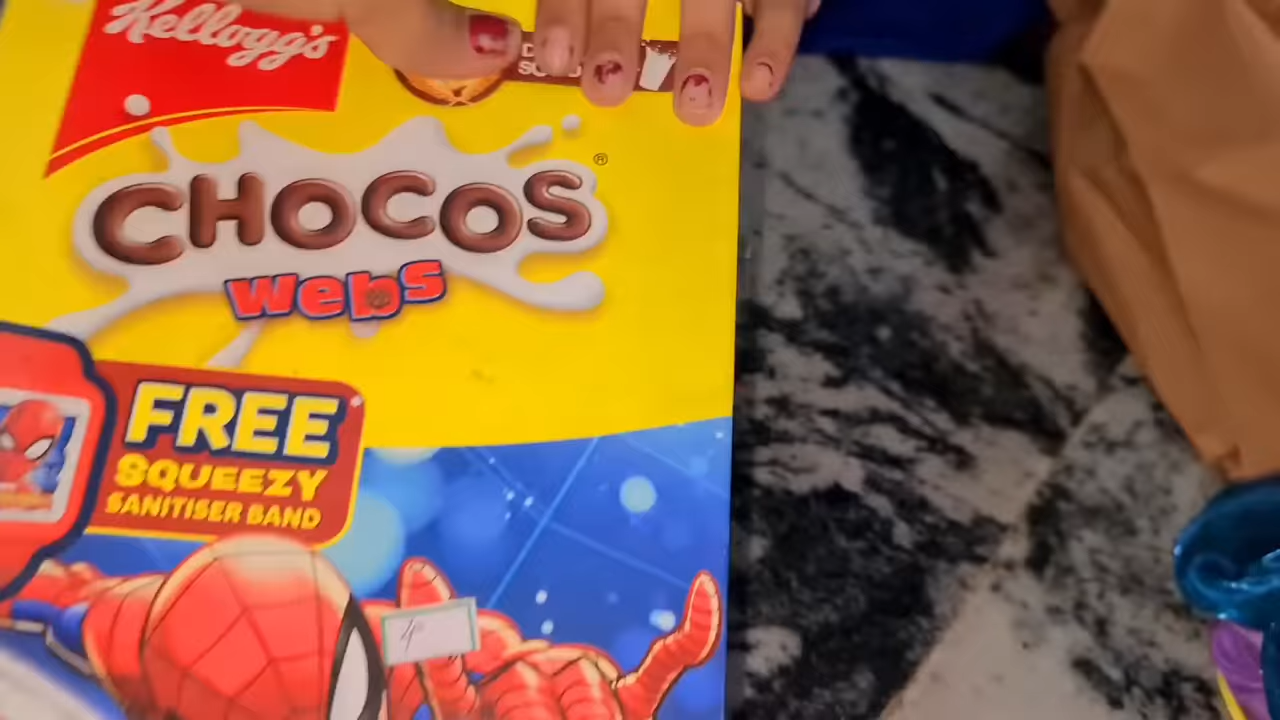 Kellogg's
CHOCOS®
webs
FREE
SQUEEZY
SANITISER BAND